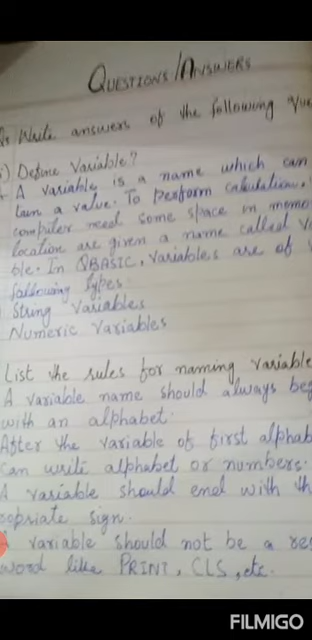 QUESTIONS/ANSWERS
Write answers of the following
i) Define Variable?
A variable is a name which can
tain a value. To perform calculation,
computer need some space in memo
location are given a name called
ble. In QBASIC, variables are of
following types.
String Variables
Numeric Variables
List the rules for naming variable
A variable name should always beg
with an alphabet.
After the variable of first alphab
can write alphabet or numbers.
A variable should end with th
ropriate sign.
variable should not be a res
word like PRINT, CLS, etc.
FILMIGO